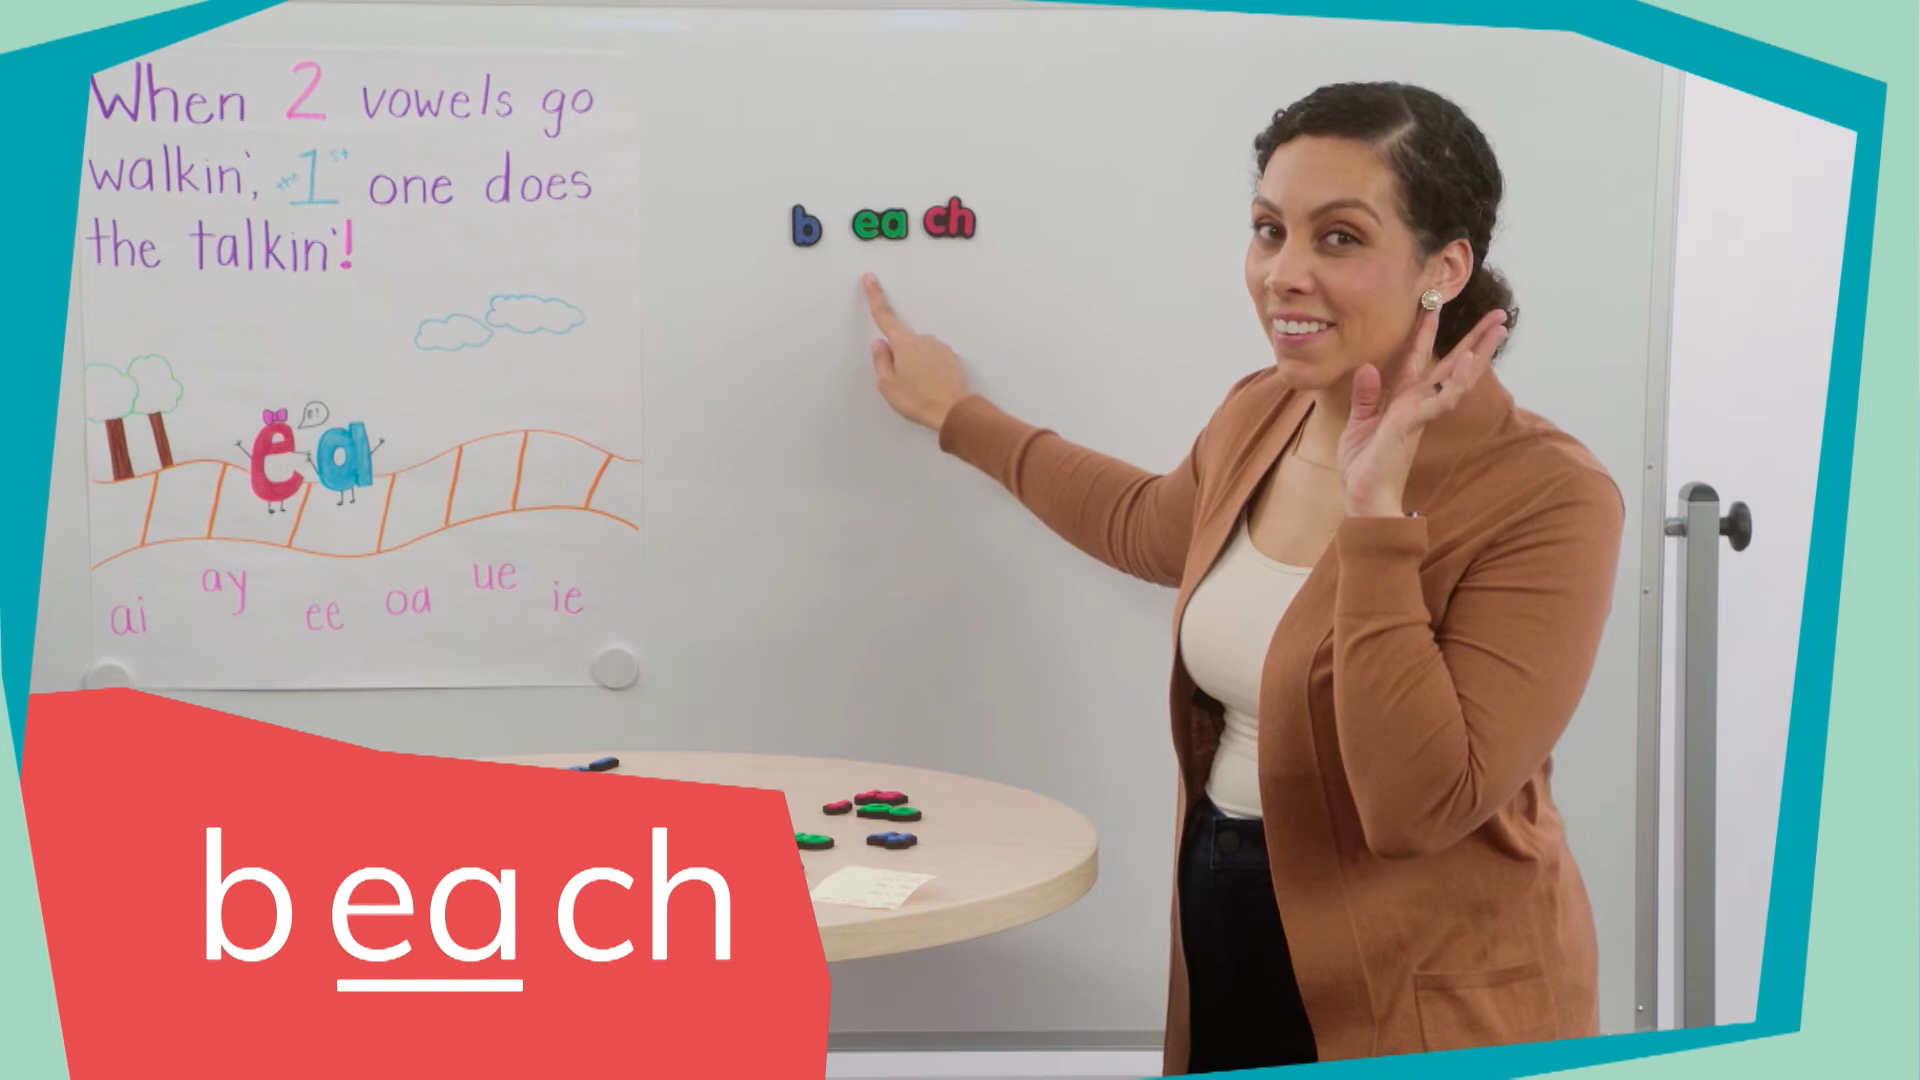 When 2 vowels go
walkin', the 1st one does
the talkin'!
b ea ch
E!
ea
ai ay ee oa ue ie
beach